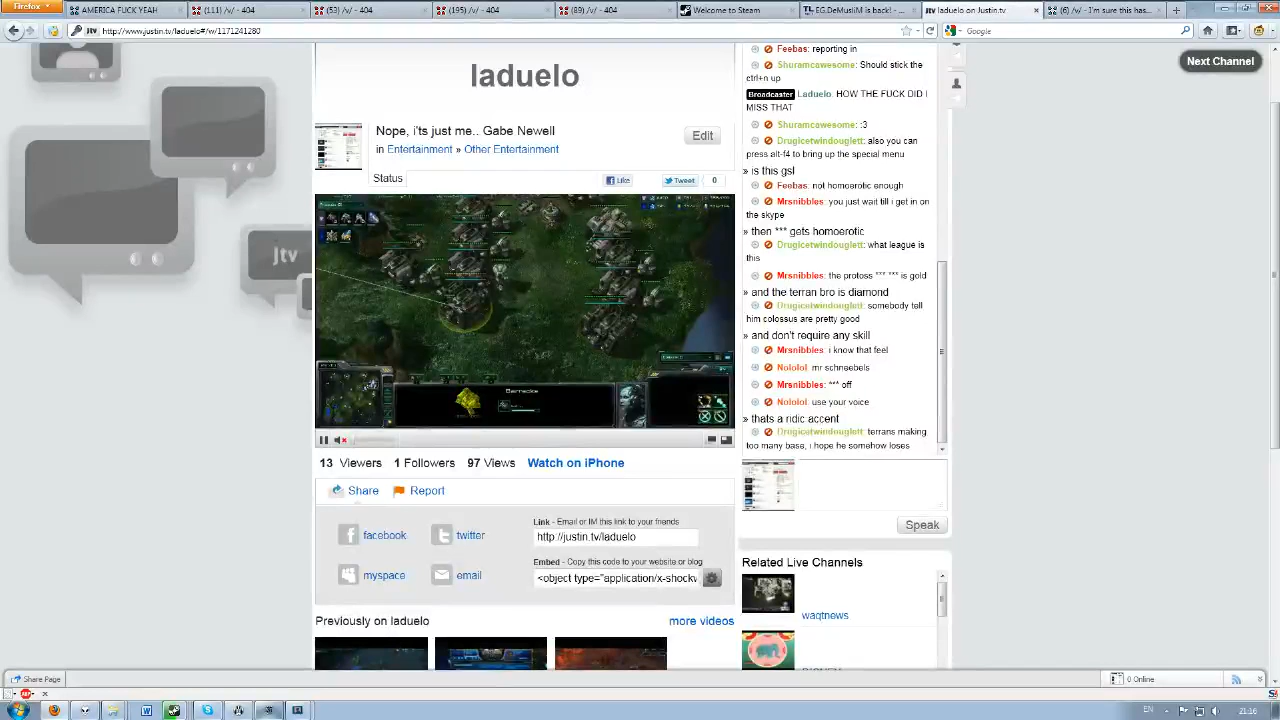 Firefox
AMERICA FUCK YEAH
(111) /v/ - 404
(53) /v/ - 404
(193) /v/ - 404
(89) /v/ - 404
Welcome to Steam
EG.DeMusliM is back! - ...
laduelo on Justin.tv
(6) /v/ - I'm sure this has...
Google
Next Channel
laduelo
Nope, i'ts just me.. Gabe Newell
Edit
in Entertainment » Other Entertainment
Status
Like
Tweet
0
jtv
Barracks
13 Viewers 1 Followers 97 Views Watch on iPhone
Share Report
facebook
twitter
myspace
email
Link - Email or IM this link to your friends
http://justin.tv/laduelo
Embed - Copy this code to your website or blog
<object type="application/x-shockw
Previously on laduelo
more videos
Feebas: reporting in
Shuramcawesome: Should stick the
ctrl+n up
Broadcaster Laduelo: HOW THE FUCK DID I
MISS THAT
Shuramcawesome: :3
Drugicetwindouglett: also you can
press alt-f4 to bring up the special menu
» is this gsl
Feebas: not homoerotic enough
Mrsnibbles: you just wait till i get in on
the skype
» then *** gets homoerotic
Drugicetwindouglett: what league is
this
Mrsnibbles: the protoss *** *** is gold
» and the terran bro is diamond
Drugicetwindouglett: somebody tell
him colossus are pretty good
» and don't require any skill
Mrsnibbles: i know that feel
Nololol: mr schneebels
Mrsnibbles: *** off
Nololol: use your voice
» thats a ridic accent
Drugicetwindouglett: terrans making
too many base, i hope he somehow loses
Speak
Related Live Channels
waqtnews
Share Page
0 Online
EN
21:16